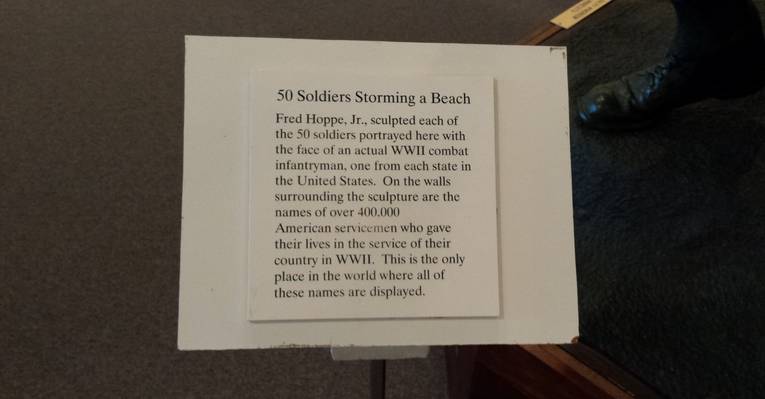 50 Soldiers Storming a Beach
Fred Hoppe, Jr., sculpted each of
the 50 soldiers portrayed here with
the face of an actual WWII combat
infantryman, one from each state in
the United States. On the walls
surrounding the sculpture are the
names of over 400,000
American servicemen who gave
their lives in the service of their
country in WWII. This is the only
place in the world where all of
these names are displayed.